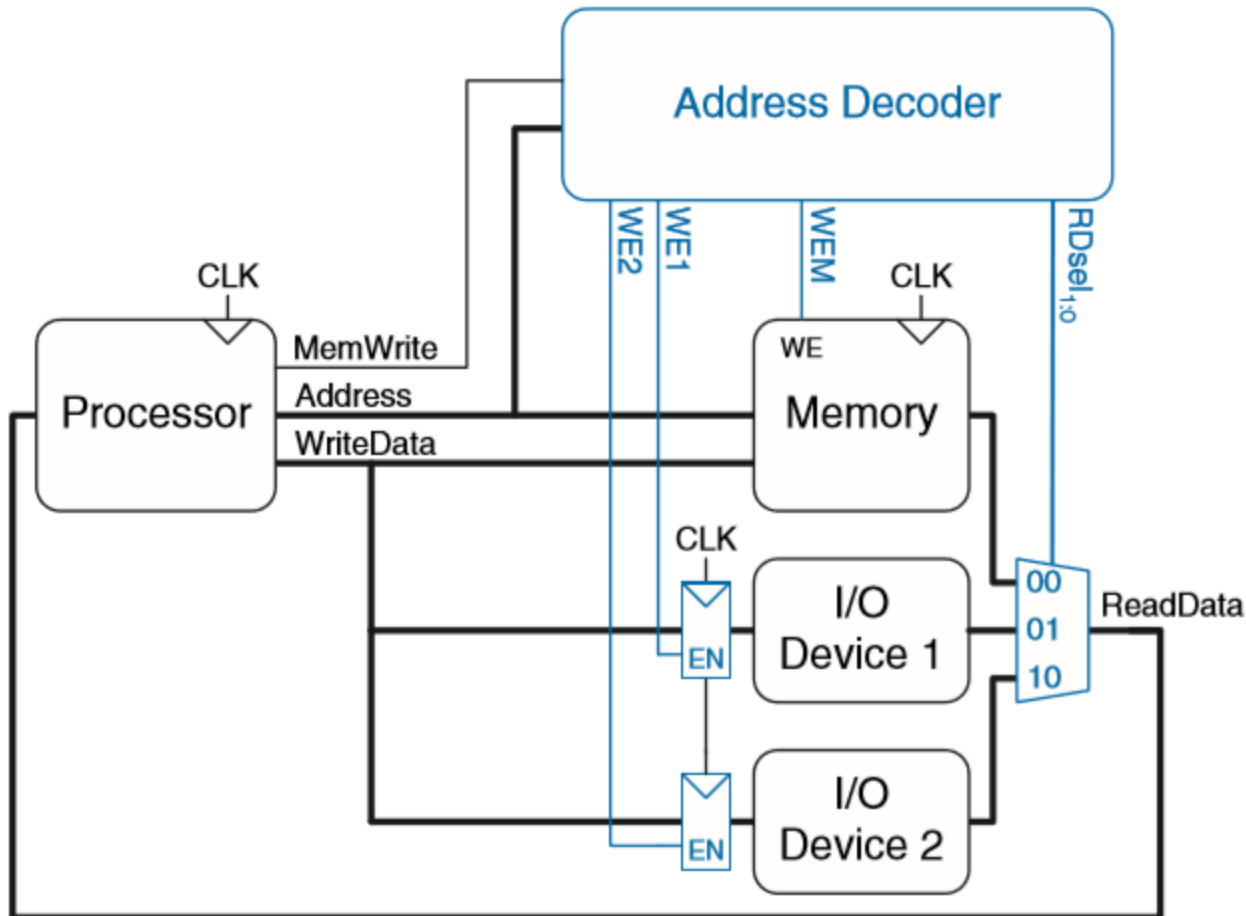 Address Decoder
WE2
WE1
WEM
RDsel1:0
CLK
CLK
MemWrite
WE
Processor
Address
Memory
WriteData
CLK
00
I/O
ReadData
01
Device 1
EN
10
I/O
Device 2
EN